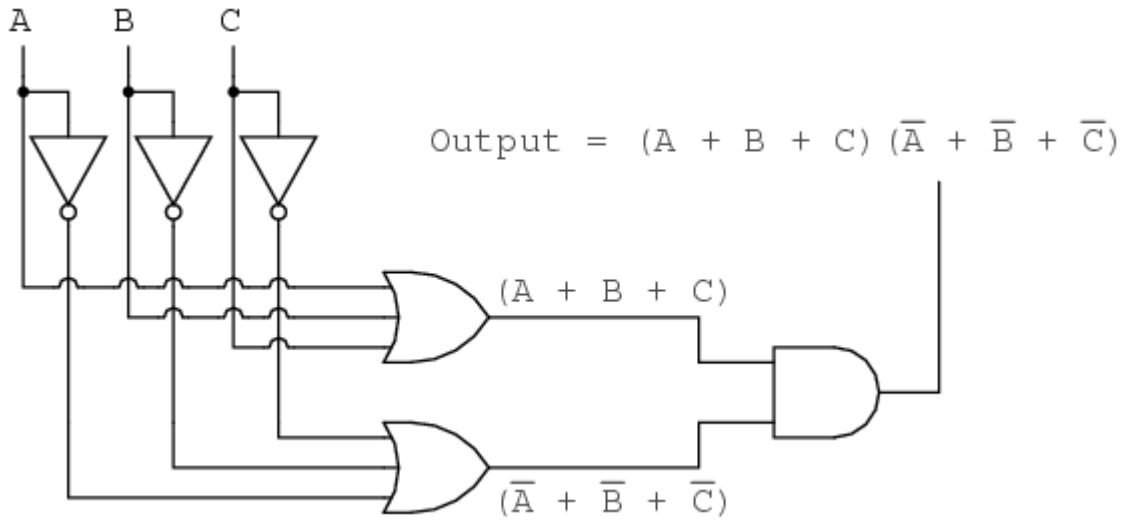 A B C
Output = (A + B + C)(A̅ + B̅ + C̅)
(A + B + C)
(A̅ + B̅ + C̅)